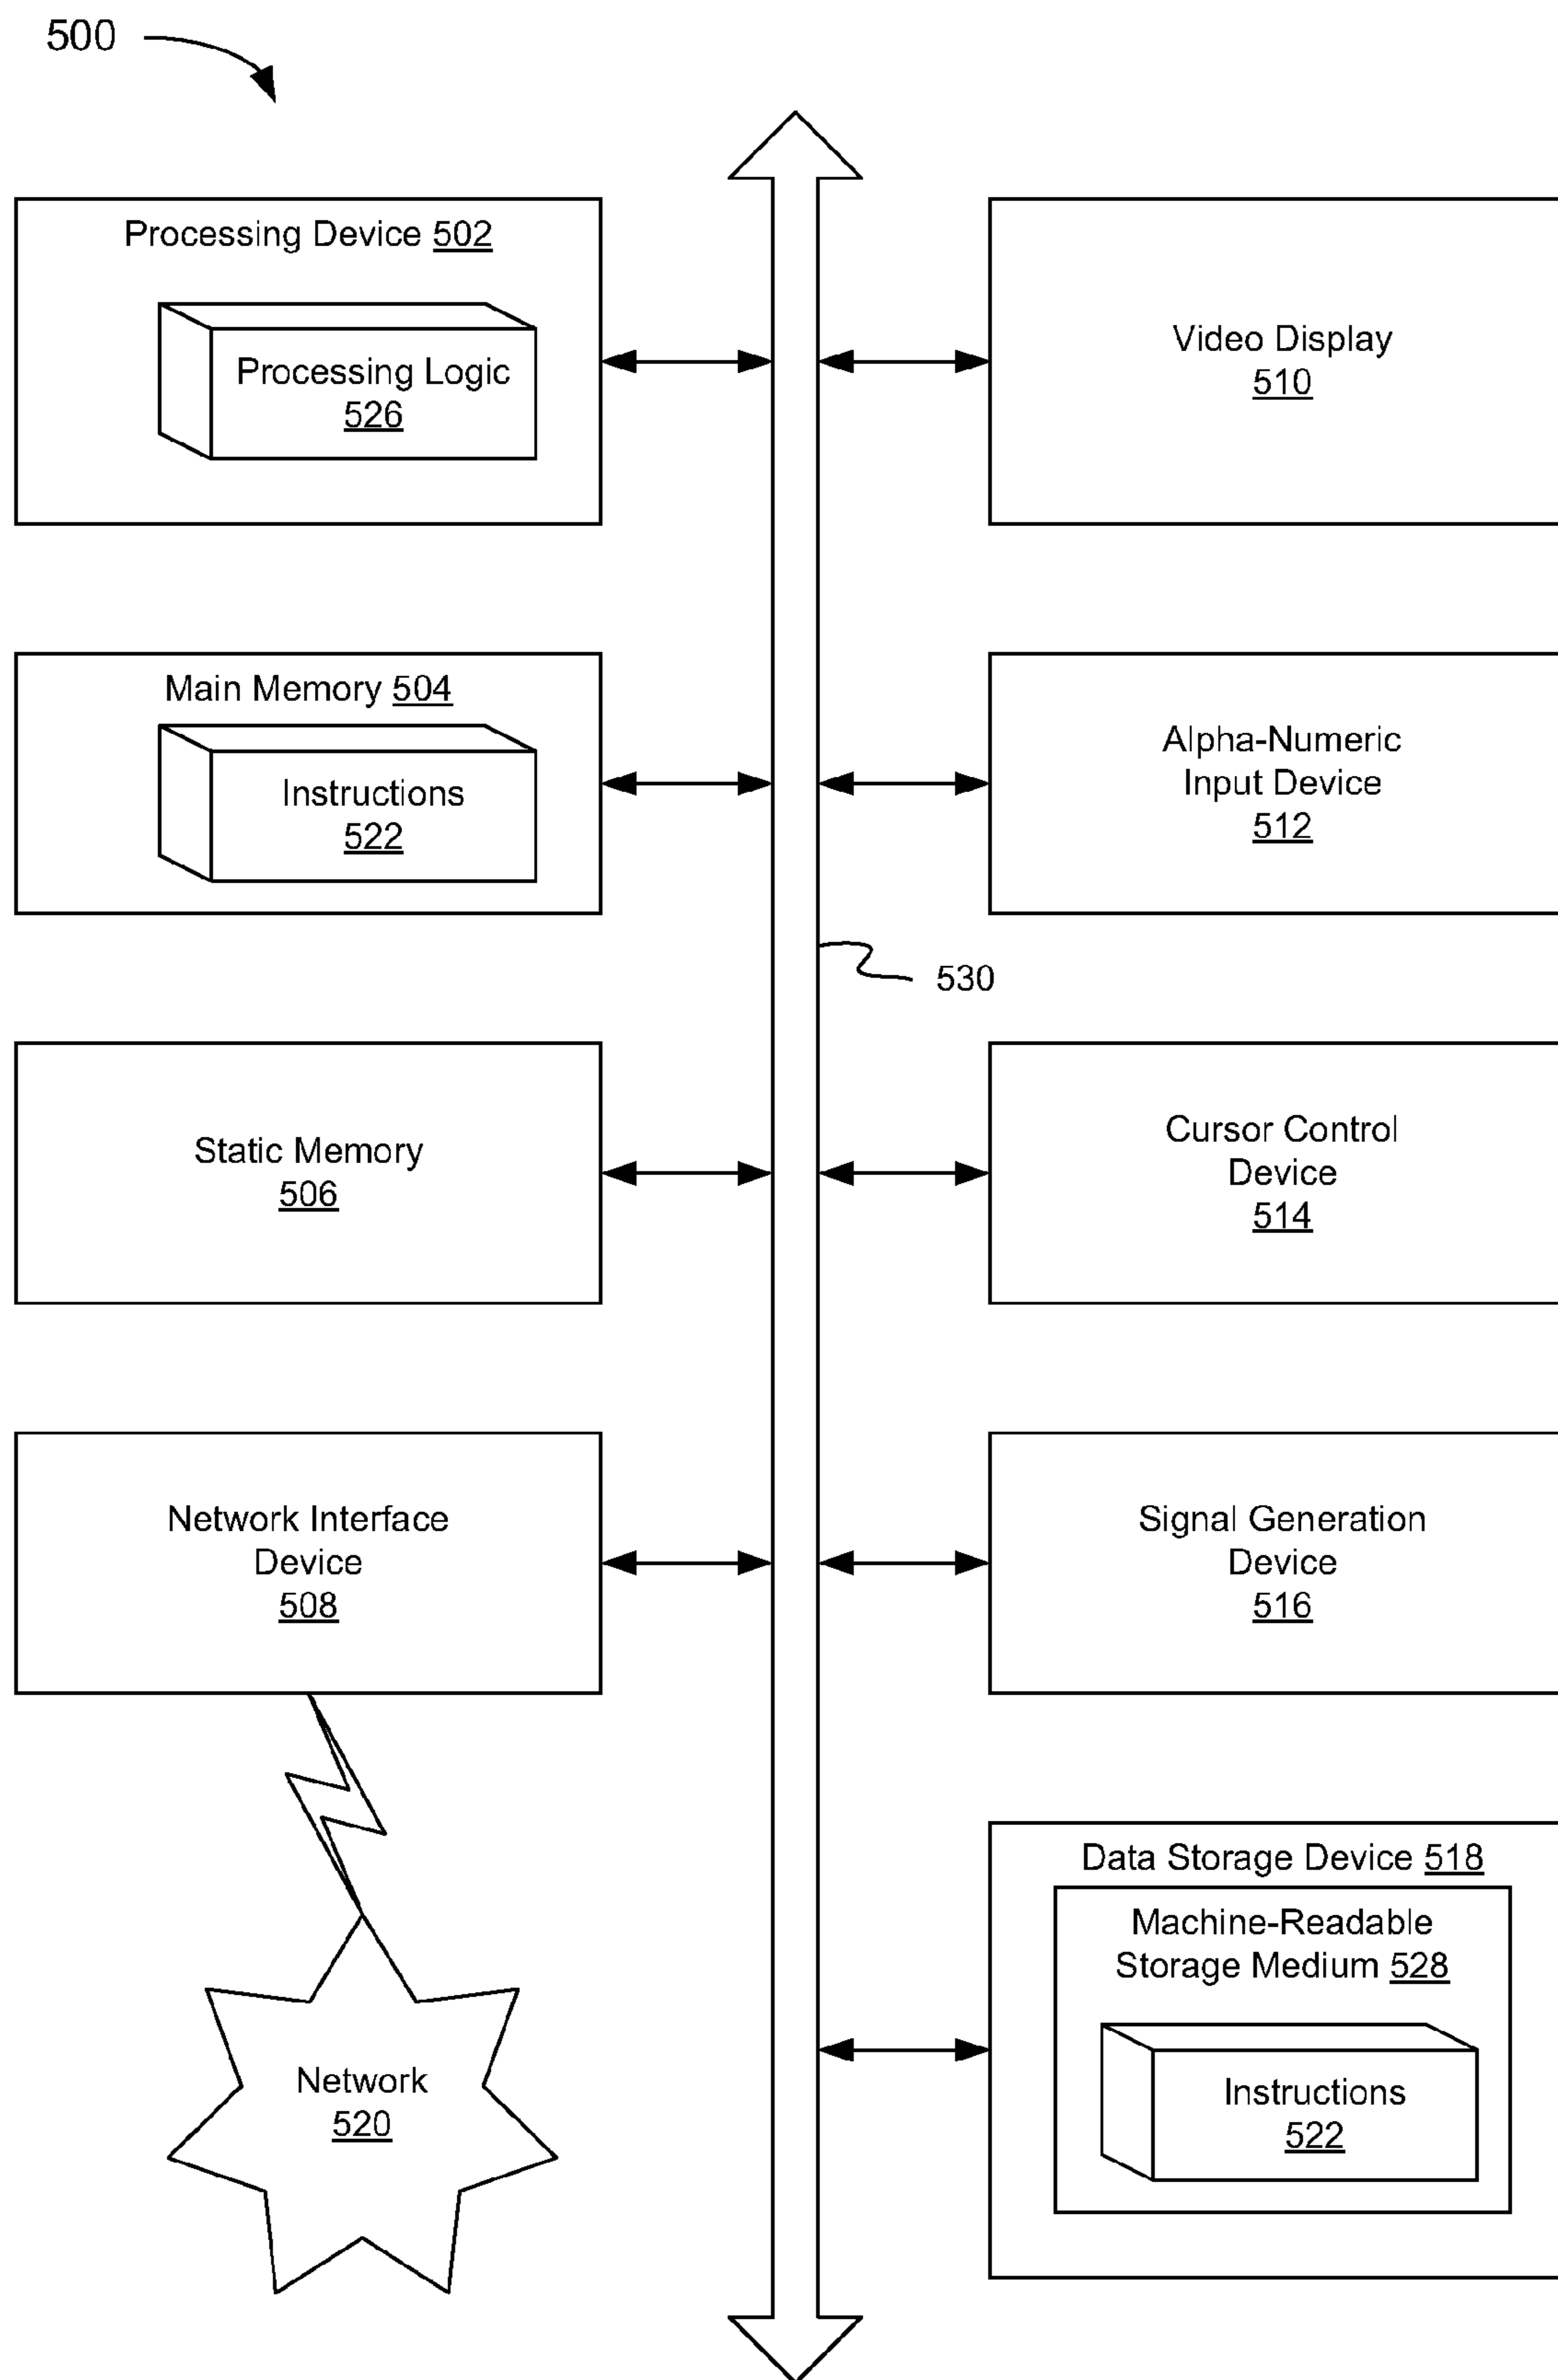 500
Processing Device 502
Processing Logic
526
Video Display
510
Main Memory 504
Instructions
522
Alpha-Numeric
Input Device
512
530
Static Memory
506
Cursor Control
Device
514
Network Interface
Device
508
Signal Generation
Device
516
Data Storage Device 518
Machine-Readable
Storage Medium 528
Instructions
522
Network
520